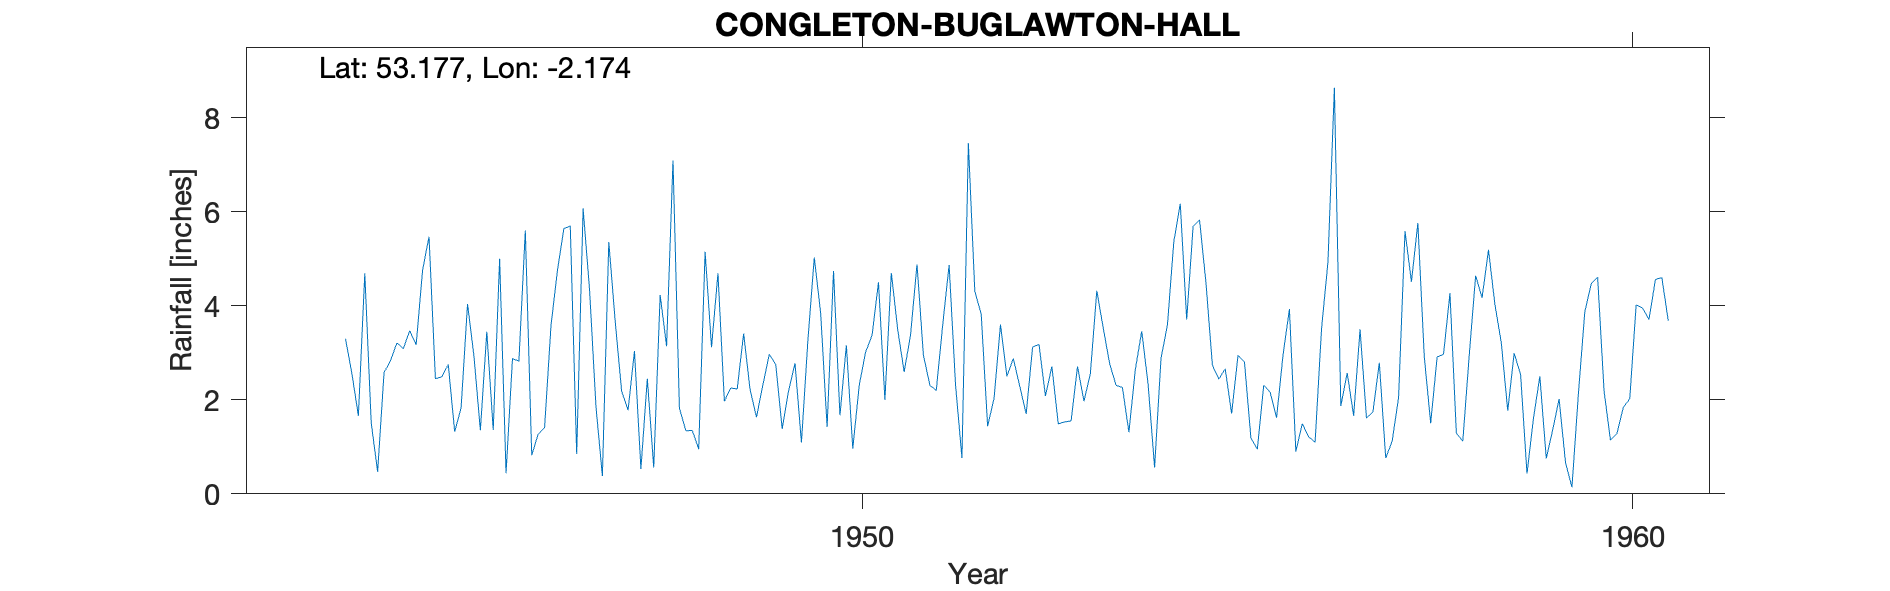 CONGLETON-BUGLAWTON-HALL
Lat: 53.177, Lon: -2.174
Rainfall [inches]
8
6
4
2
0
1950 1960
Year